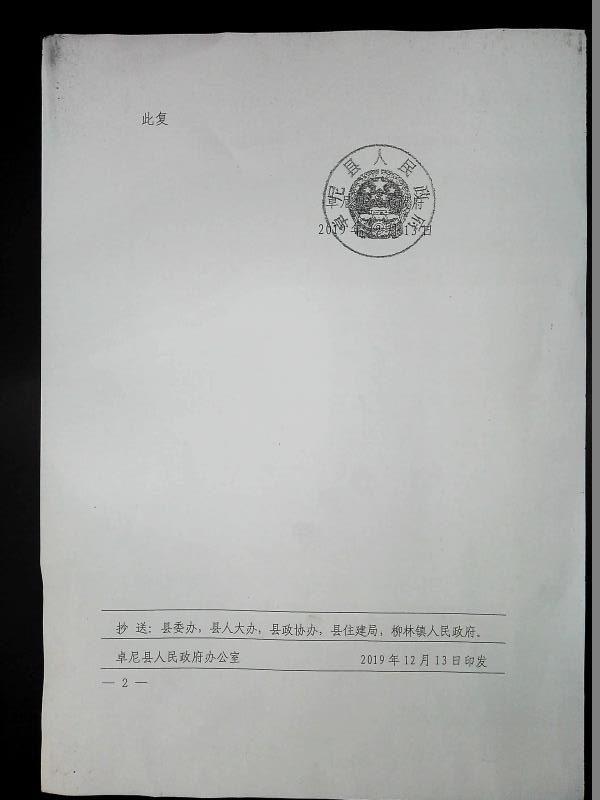 此复
卓尼县人民政府
2019年12月13日
抄 送：县委办，县人大办，县政协办，县住建局，柳林镇人民政府。
卓尼县人民政府办公室 2019年12月13日印发
— 2 —